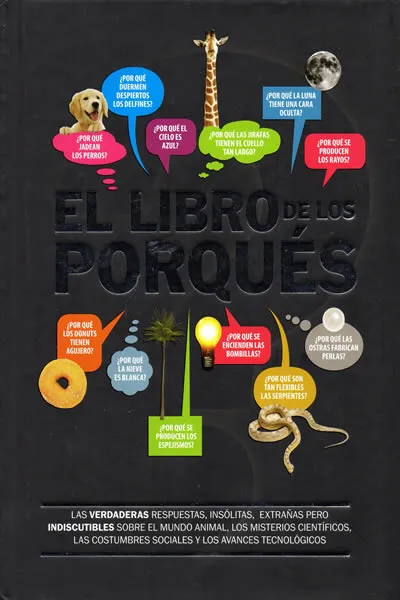 ¿POR QUÉ
DUERMEN
DESPIERTOS
LOS DELFINES?
¿POR QUÉ LA LUNA
TIENE UNA CARA
OCULTA?
¿POR QUÉ
JADEAN
LOS PERROS?
¿POR QUÉ EL
CIELO ES
AZUL?
¿POR QUÉ LAS JIRAFAS
TIENEN EL CUELLO
TAN LARGO?
¿POR QUÉ SE
PRODUCEN
LOS RAYOS?
EL LIBRO DE LOS
PORQUÉS
¿POR QUÉ
LOS DONUTS
TIENEN
AGUJERO?
¿POR QUÉ
LA NIEVE
ES BLANCA?
¿POR QUÉ SE
PRODUCEN LOS
ESPEJISMOS?
¿POR QUÉ SE
ENCIENDEN LAS
BOMBILLAS?
¿POR QUÉ SON
TAN FLEXIBLES
LAS SERPIENTES?
¿POR QUÉ LAS
OSTRAS FABRICAN
PERLAS?
LAS VERDADERAS RESPUESTAS, INSÓLITAS, EXTRAÑAS PERO
INDISCUTIBLES SOBRE EL MUNDO ANIMAL, LOS MISTERIOS CIENTÍFICOS,
LAS COSTUMBRES SOCIALES Y LOS AVANCES TECNOLÓGICOS